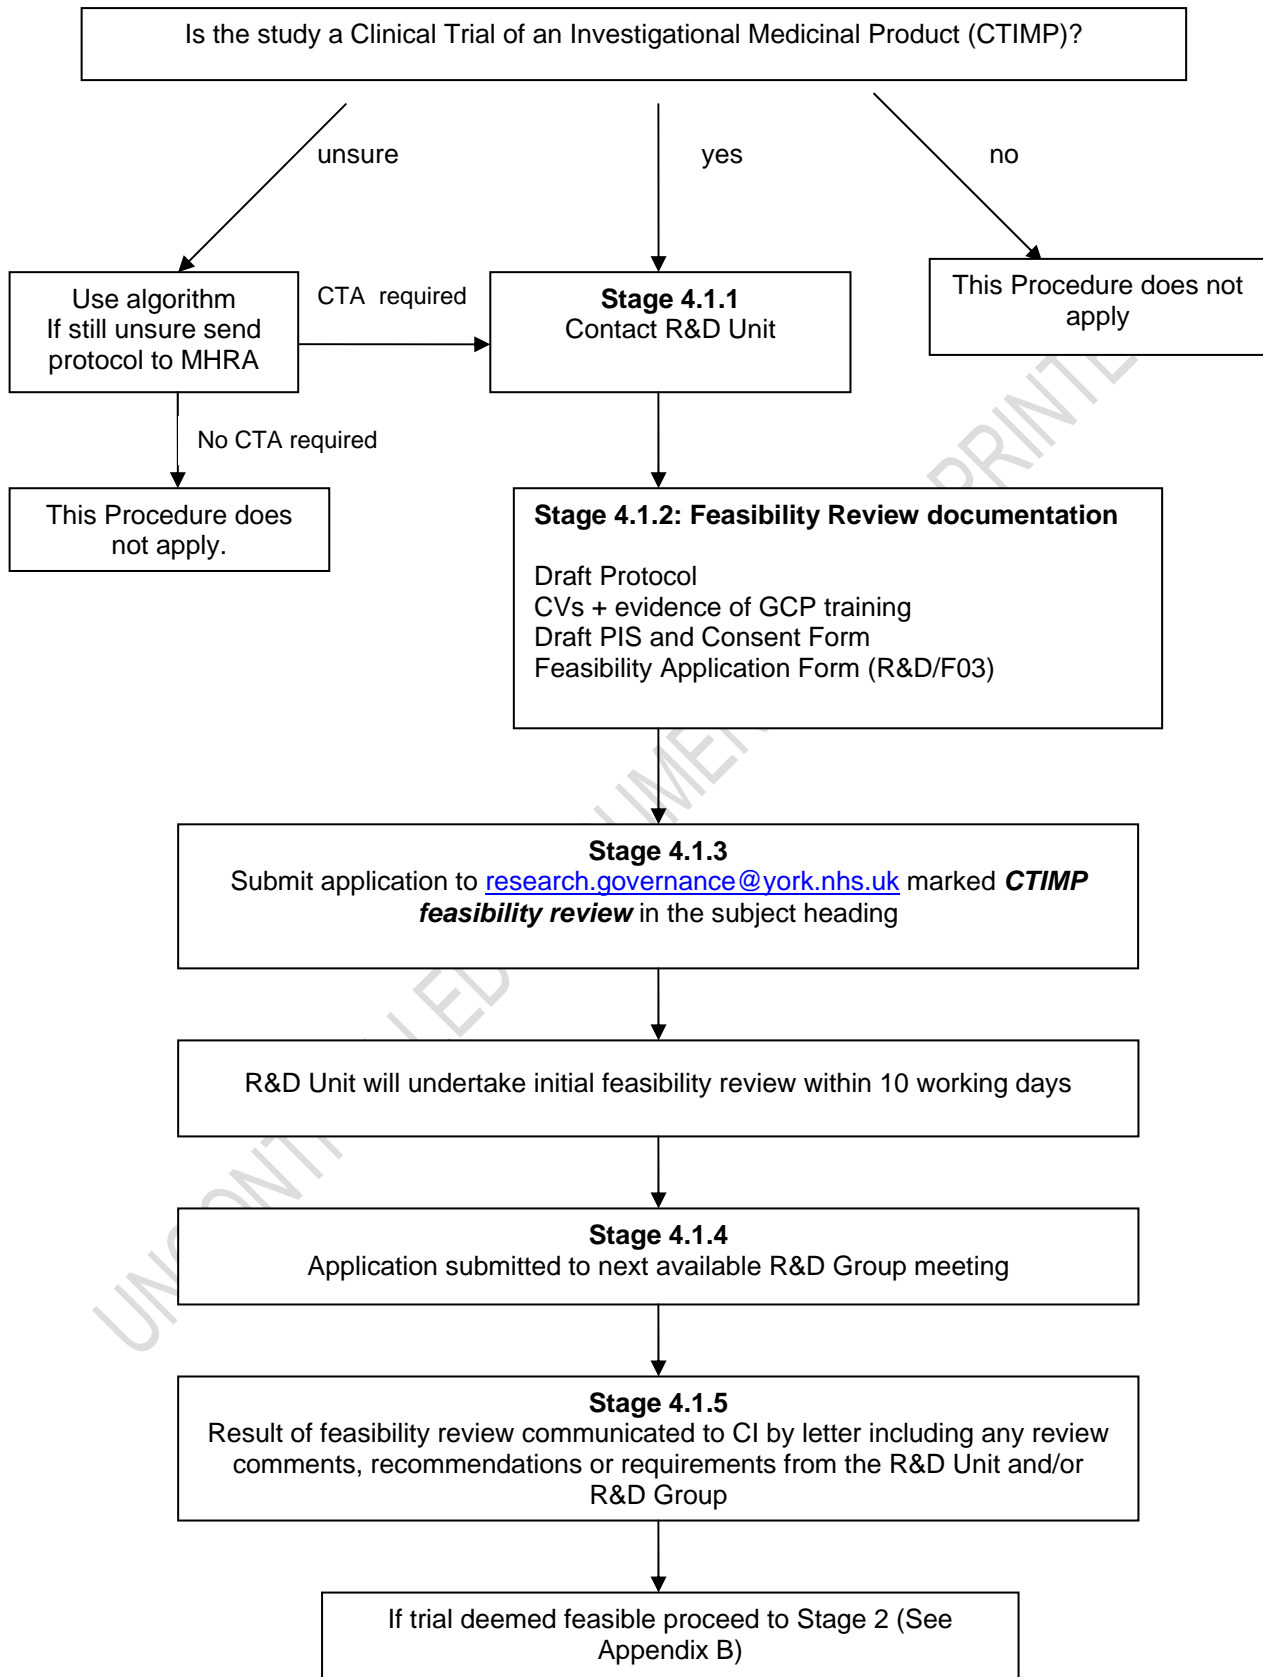 Is the study a Clinical Trial of an Investigational Medicinal Product (CTIMP)?
unsure
yes
no
Use algorithm
If still unsure send
protocol to MHRA
CTA required
Stage 4.1.1
Contact R&D Unit
This Procedure does not
apply
No CTA required
This Procedure does
not apply.
Stage 4.1.2: Feasibility Review documentation
Draft Protocol
CVs + evidence of GCP training
Draft PIS and Consent Form
Feasibility Application Form (R&D/F03)
Stage 4.1.3
Submit application to research.governance@york.nhs.uk marked CTIMP
feasibility review in the subject heading
R&D Unit will undertake initial feasibility review within 10 working days
Stage 4.1.4
Application submitted to next available R&D Group meeting
Stage 4.1.5
Result of feasibility review communicated to CI by letter including any review
comments, recommendations or requirements from the R&D Unit and/or
R&D Group
If trial deemed feasible proceed to Stage 2 (See
Appendix B)